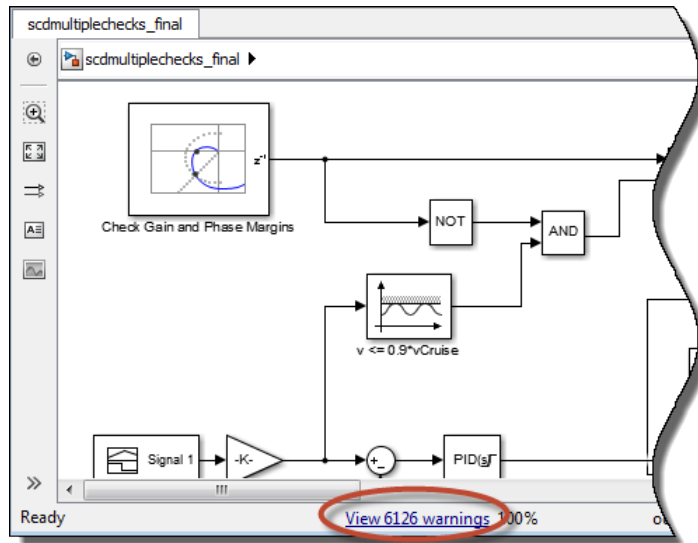 scdmultiplechecks_final
scdmultiplechecks_final
z⁻¹
Check Gain and Phase Margins
NOT
AND
v <= 0.9*vCruise
Signal 1
-K-
PID(s)
Ready
View 6126 warnings
100%